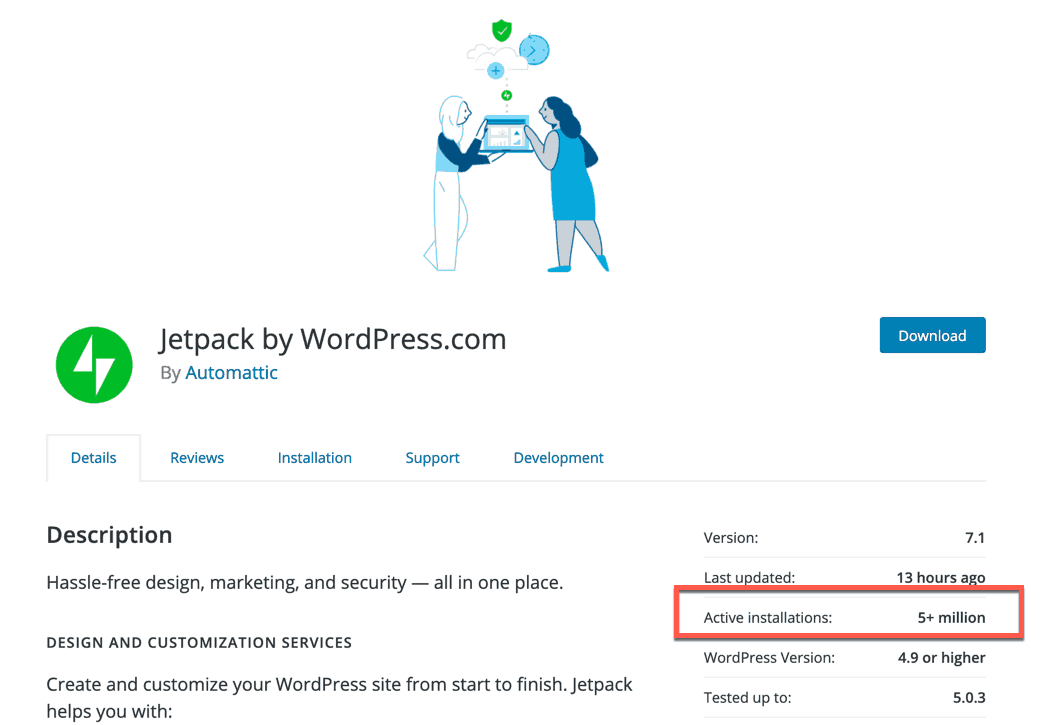 Jetpack by WordPress.com
By Automattic
Download
Details
Reviews
Installation
Support
Development
Description
Hassle-free design, marketing, and security — all in one place.
DESIGN AND CUSTOMIZATION SERVICES
Create and customize your WordPress site from start to finish. Jetpack
helps you with:
Version: 7.1
Last updated: 13 hours ago
Active installations: 5+ million
WordPress Version: 4.9 or higher
Tested up to: 5.0.3